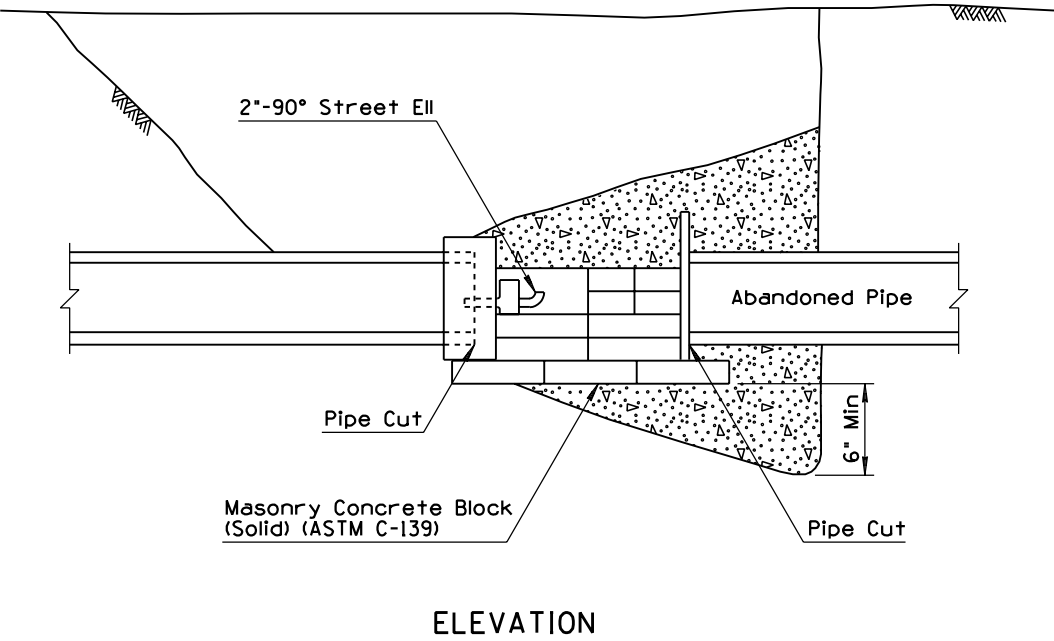 2"-90° Street Ell
Abandoned Pipe
Pipe Cut
6" Min
Masonry Concrete Block
(Solid) (ASTM C-139)
Pipe Cut
ELEVATION